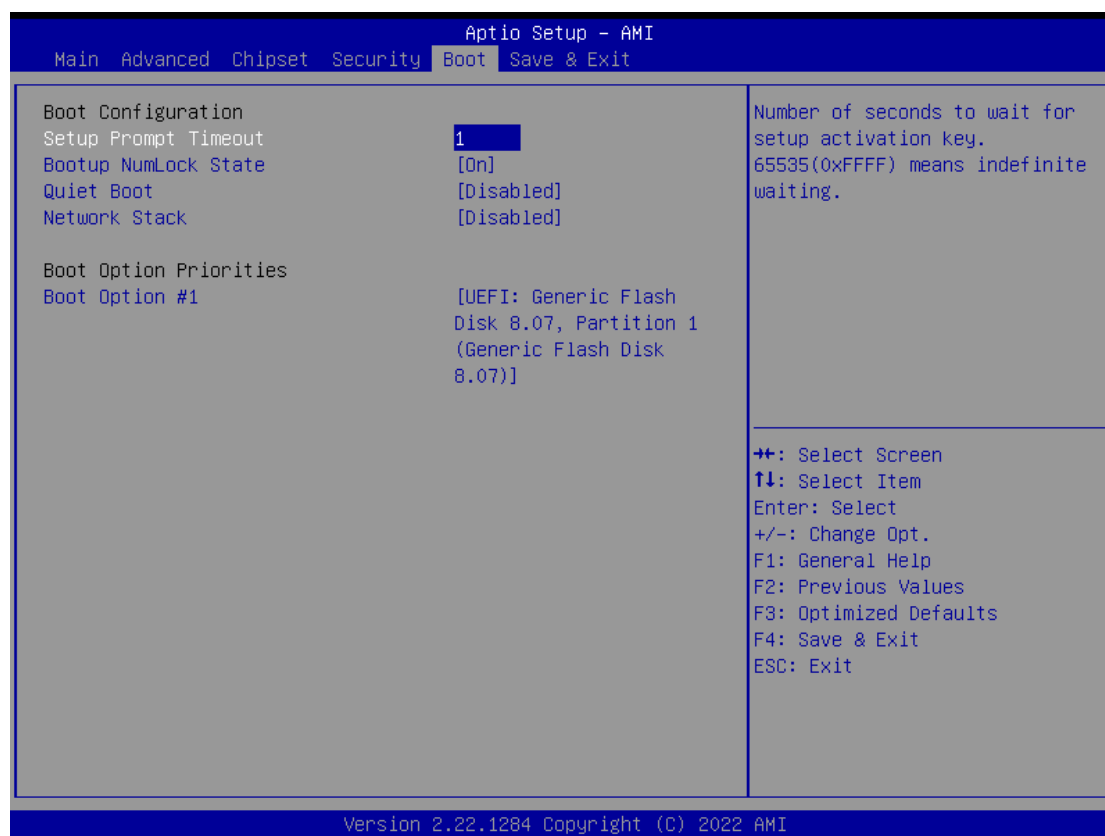 Aptio Setup – AMI
Main Advanced Chipset Security Boot Save & Exit
Boot Configuration
Setup Prompt Timeout 1
Bootup NumLock State [On]
Quiet Boot [Disabled]
Network Stack [Disabled]
Boot Option Priorities
Boot Option #1 [UEFI: Generic Flash
Disk 8.07, Partition 1
(Generic Flash Disk
8.07)]
Number of seconds to wait for
setup activation key.
65535(0xFFFF) means indefinite
waiting.
→←: Select Screen
↑↓: Select Item
Enter: Select
+/-: Change Opt.
F1: General Help
F2: Previous Values
F3: Optimized Defaults
F4: Save & Exit
ESC: Exit
Version 2.22.1284 Copyright (C) 2022 AMI